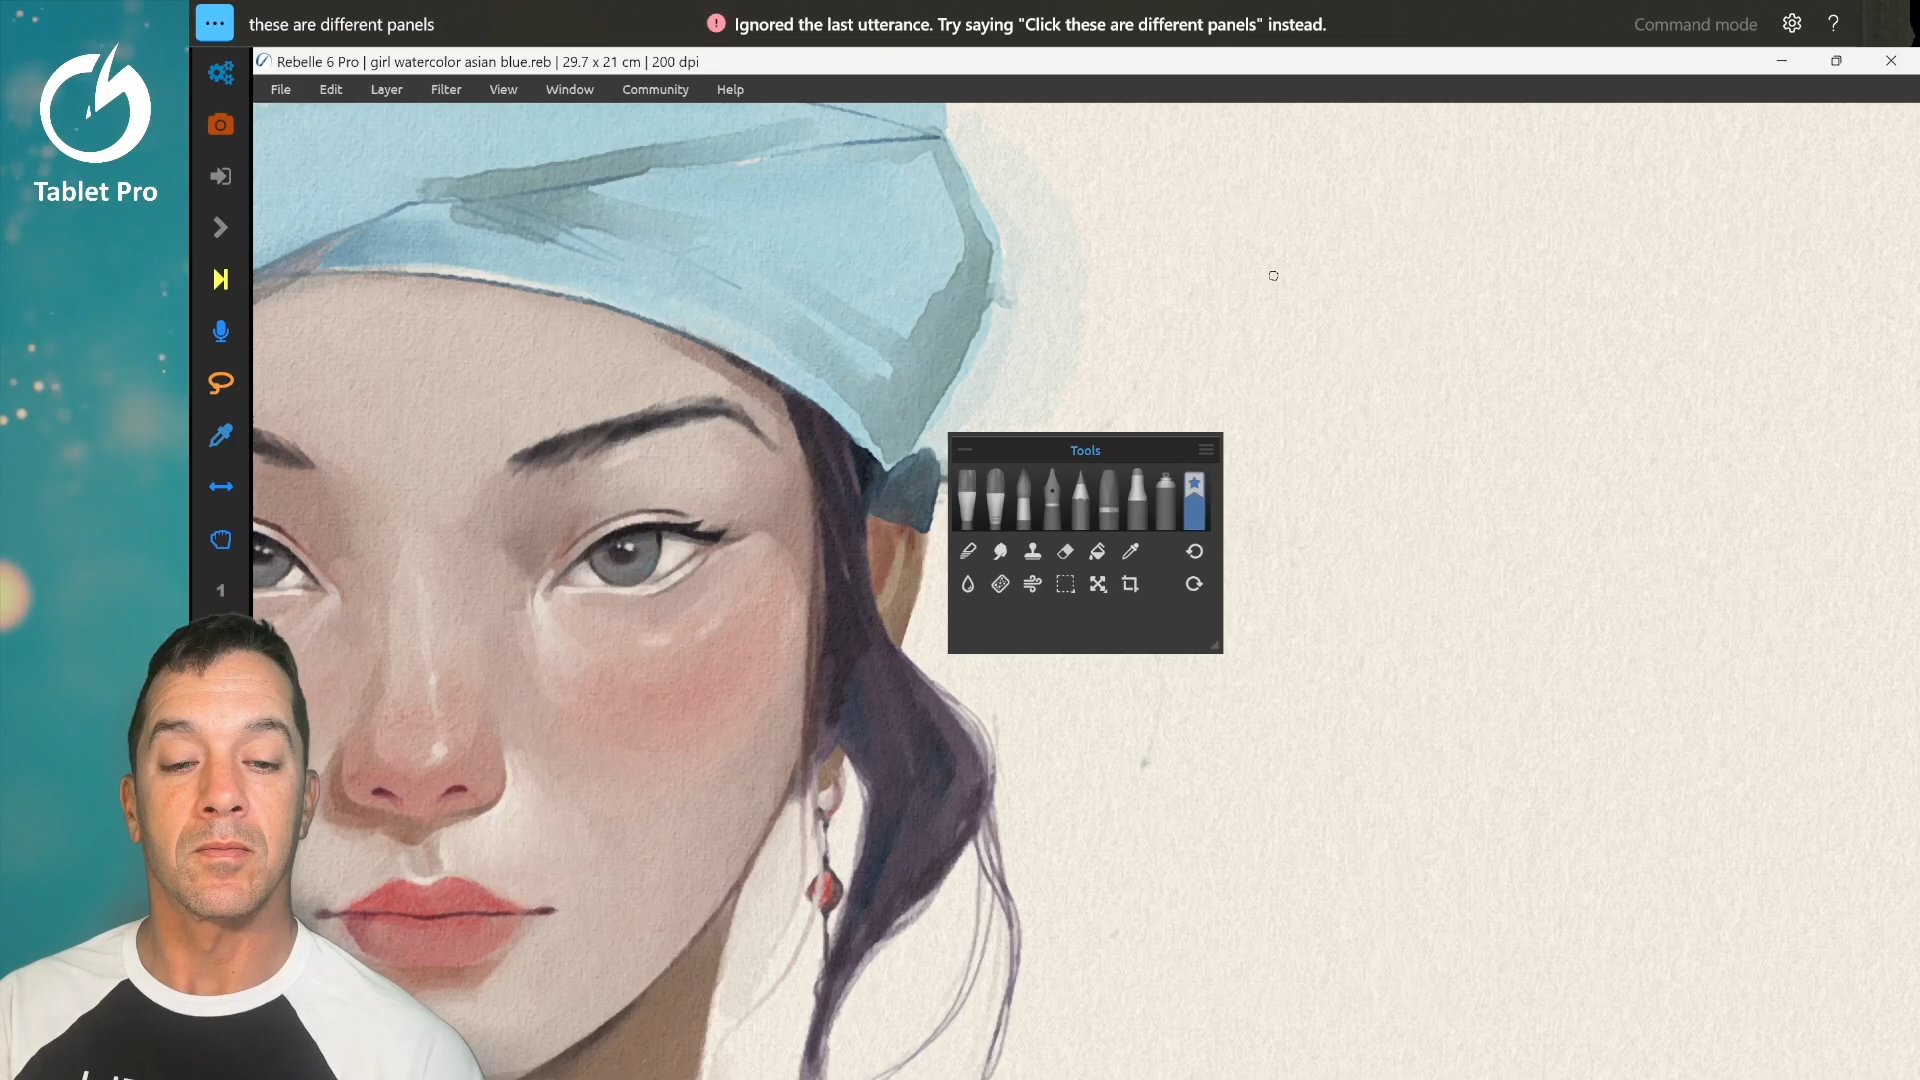 these are different panels
Ignored the last utterance. Try saying "Click these are different panels" instead.
Command mode
Tablet Pro
Rebelle 6 Pro | girl watercolor asian blue.reb | 29.7 x 21 cm | 200 dpi
File Edit Layer Filter View Window Community Help
Tools
1